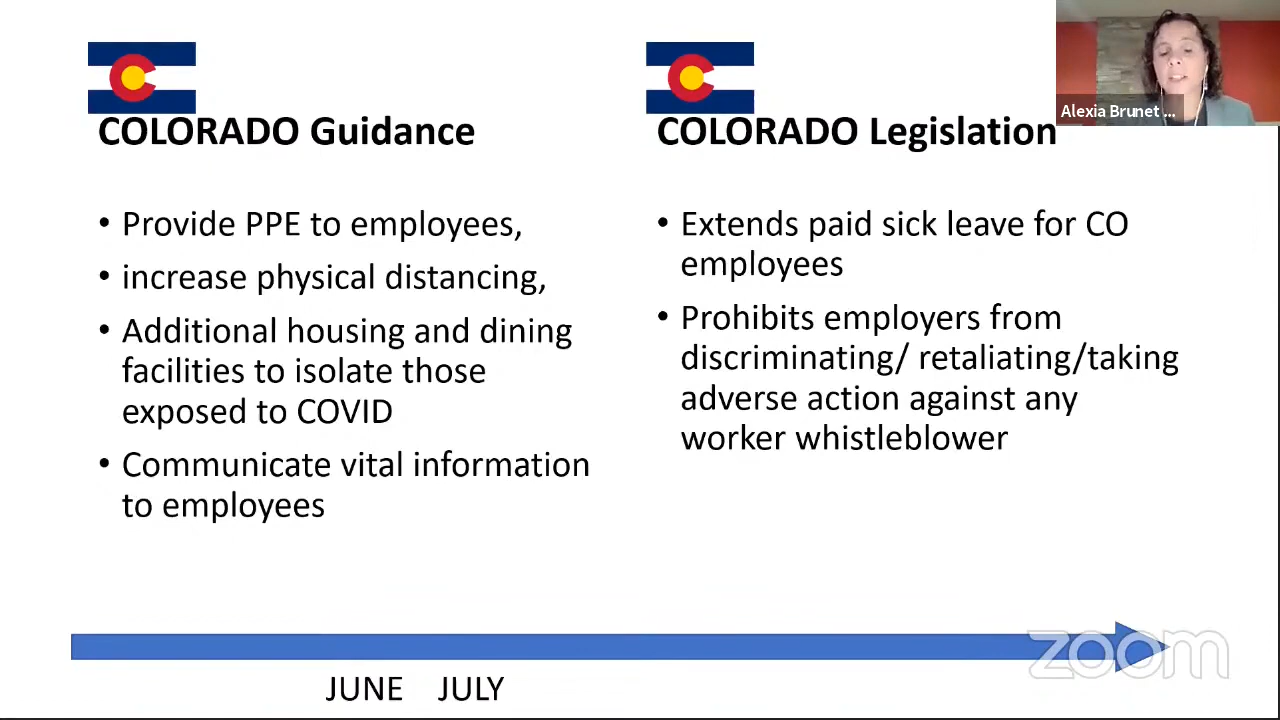 COLORADO Guidance
• Provide PPE to employees,
• increase physical distancing,
• Additional housing and dining
facilities to isolate those
exposed to COVID
• Communicate vital information
to employees
COLORADO Legislation
• Extends paid sick leave for CO
employees
• Prohibits employers from
discriminating/ retaliating/taking
adverse action against any
worker whistleblower
Alexia Brunet ...
JUNE JULY
zoom